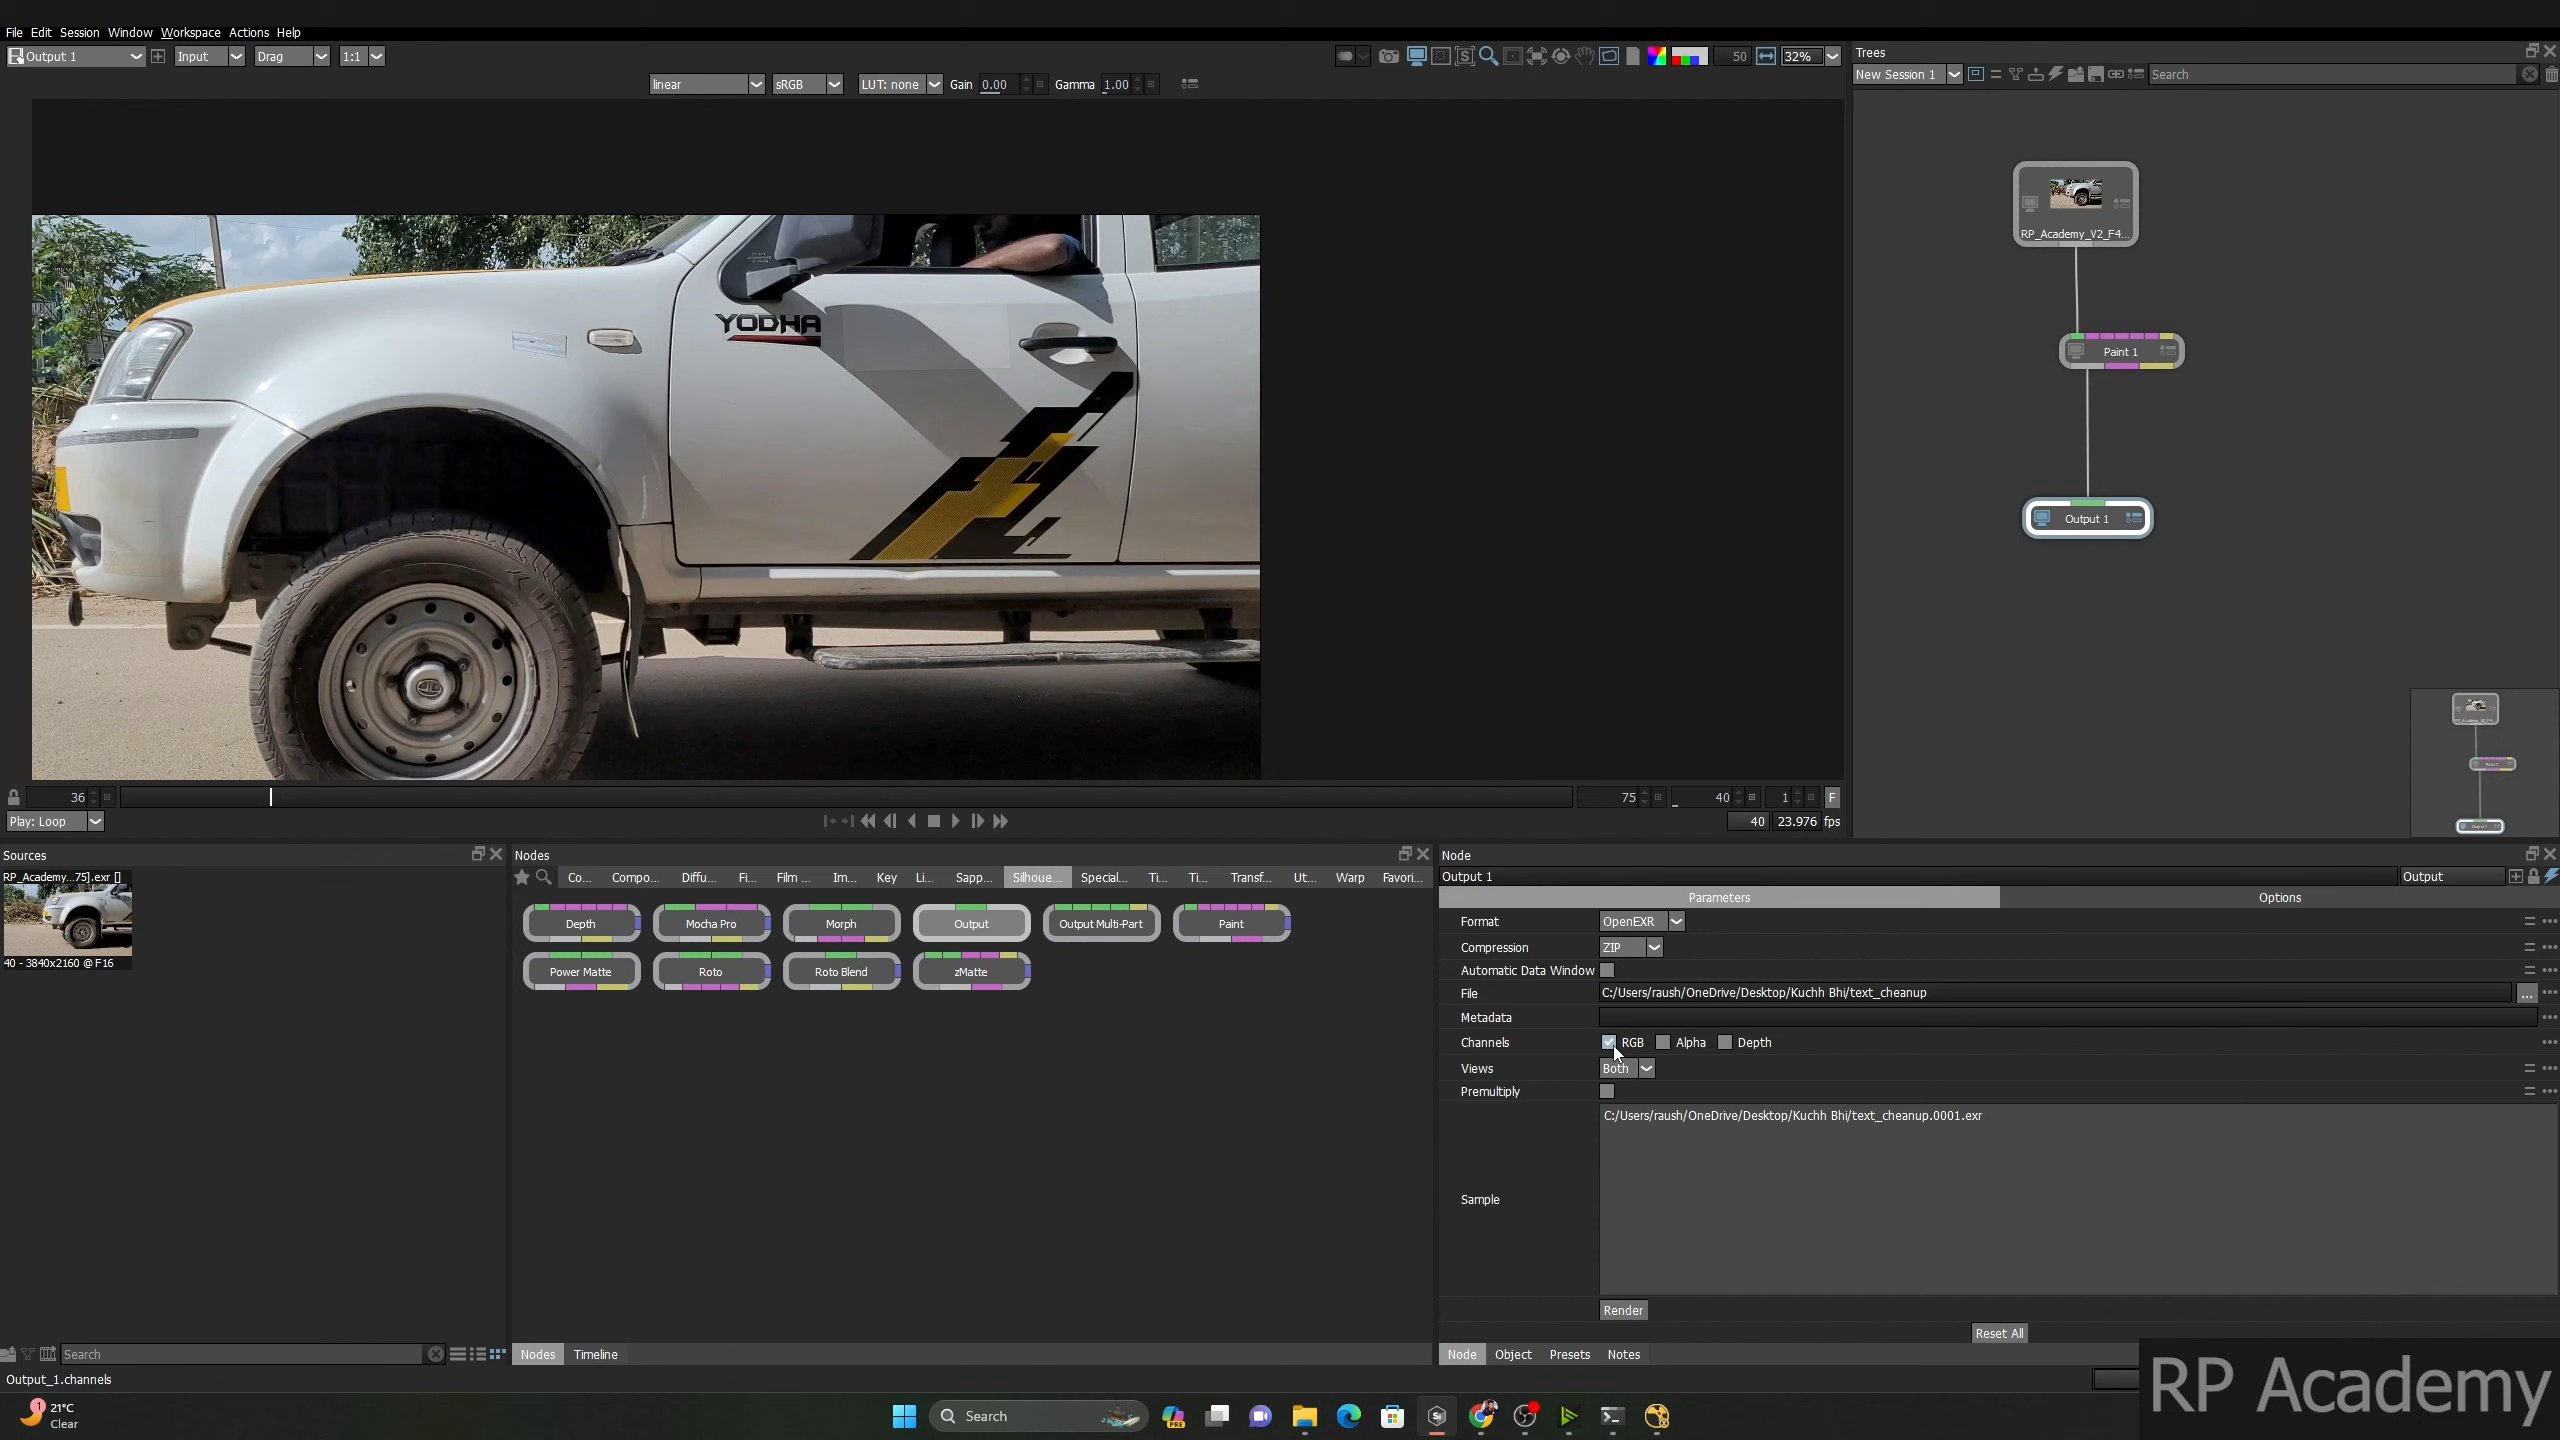 File Edit Session Window Workspace Actions Help
Output 1 Input Drag 1:1 50 32%
linear sRGB LUT: none Gain 0.00 Gamma 1.00
Trees
New Session 1 Search
YODHA
RP_Academy_V2_F4...
Paint 1
Output 1
36 75 40 1 F
Play: Loop 40 23.976 fps
Sources
RP_Academy...75].exr []
40 - 3840x2160 @ F16
Search
Nodes
Co... Compo... Diffu... Fi... Film ... Im... Key Li... Sapp... Silhoue... Special... Ti... Ti... Transf... Ut... Warp Favori...
Depth Mocha Pro Morph Output Output Multi-Part Paint
Power Matte Roto Roto Blend zMatte
Nodes Timeline
Node
Output 1 Output
Parameters Options
Format OpenEXR
Compression ZIP
Automatic Data Window
File C:/Users/raush/OneDrive/Desktop/Kuchh Bhi/text_cheanup ...
Metadata
Channels RGB Alpha Depth
Views Both
Premultiply
C:/Users/raush/OneDrive/Desktop/Kuchh Bhi/text_cheanup.0001.exr
Sample
Render
Reset All
Node Object Presets Notes
Output_1.channels
RP Academy
1 21°C
Clear
Search
PRE